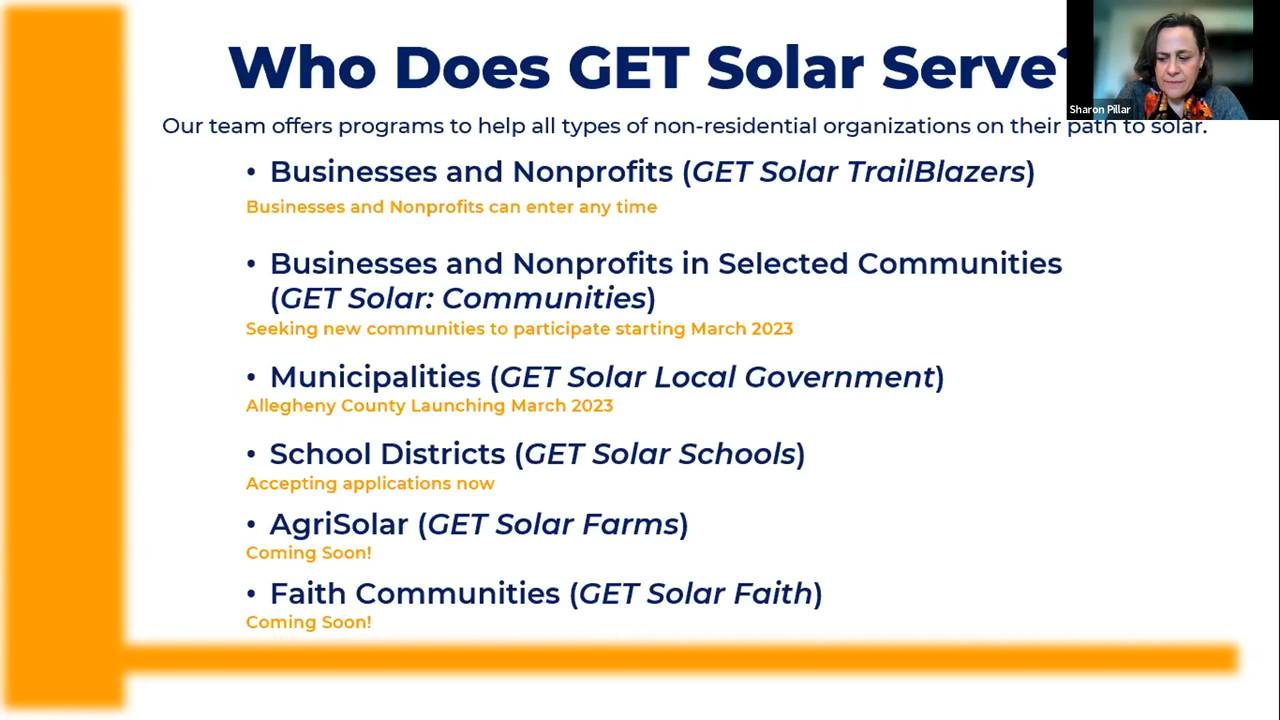 Who Does GET Solar Serve?
Sharon Pillar
Our team offers programs to help all types of non-residential organizations on their path to solar.
• Businesses and Nonprofits (GET Solar TrailBlazers)
Businesses and Nonprofits can enter any time
• Businesses and Nonprofits in Selected Communities
(GET Solar: Communities)
Seeking new communities to participate starting March 2023
• Municipalities (GET Solar Local Government)
Allegheny County Launching March 2023
• School Districts (GET Solar Schools)
Accepting applications now
• AgriSolar (GET Solar Farms)
Coming Soon!
• Faith Communities (GET Solar Faith)
Coming Soon!